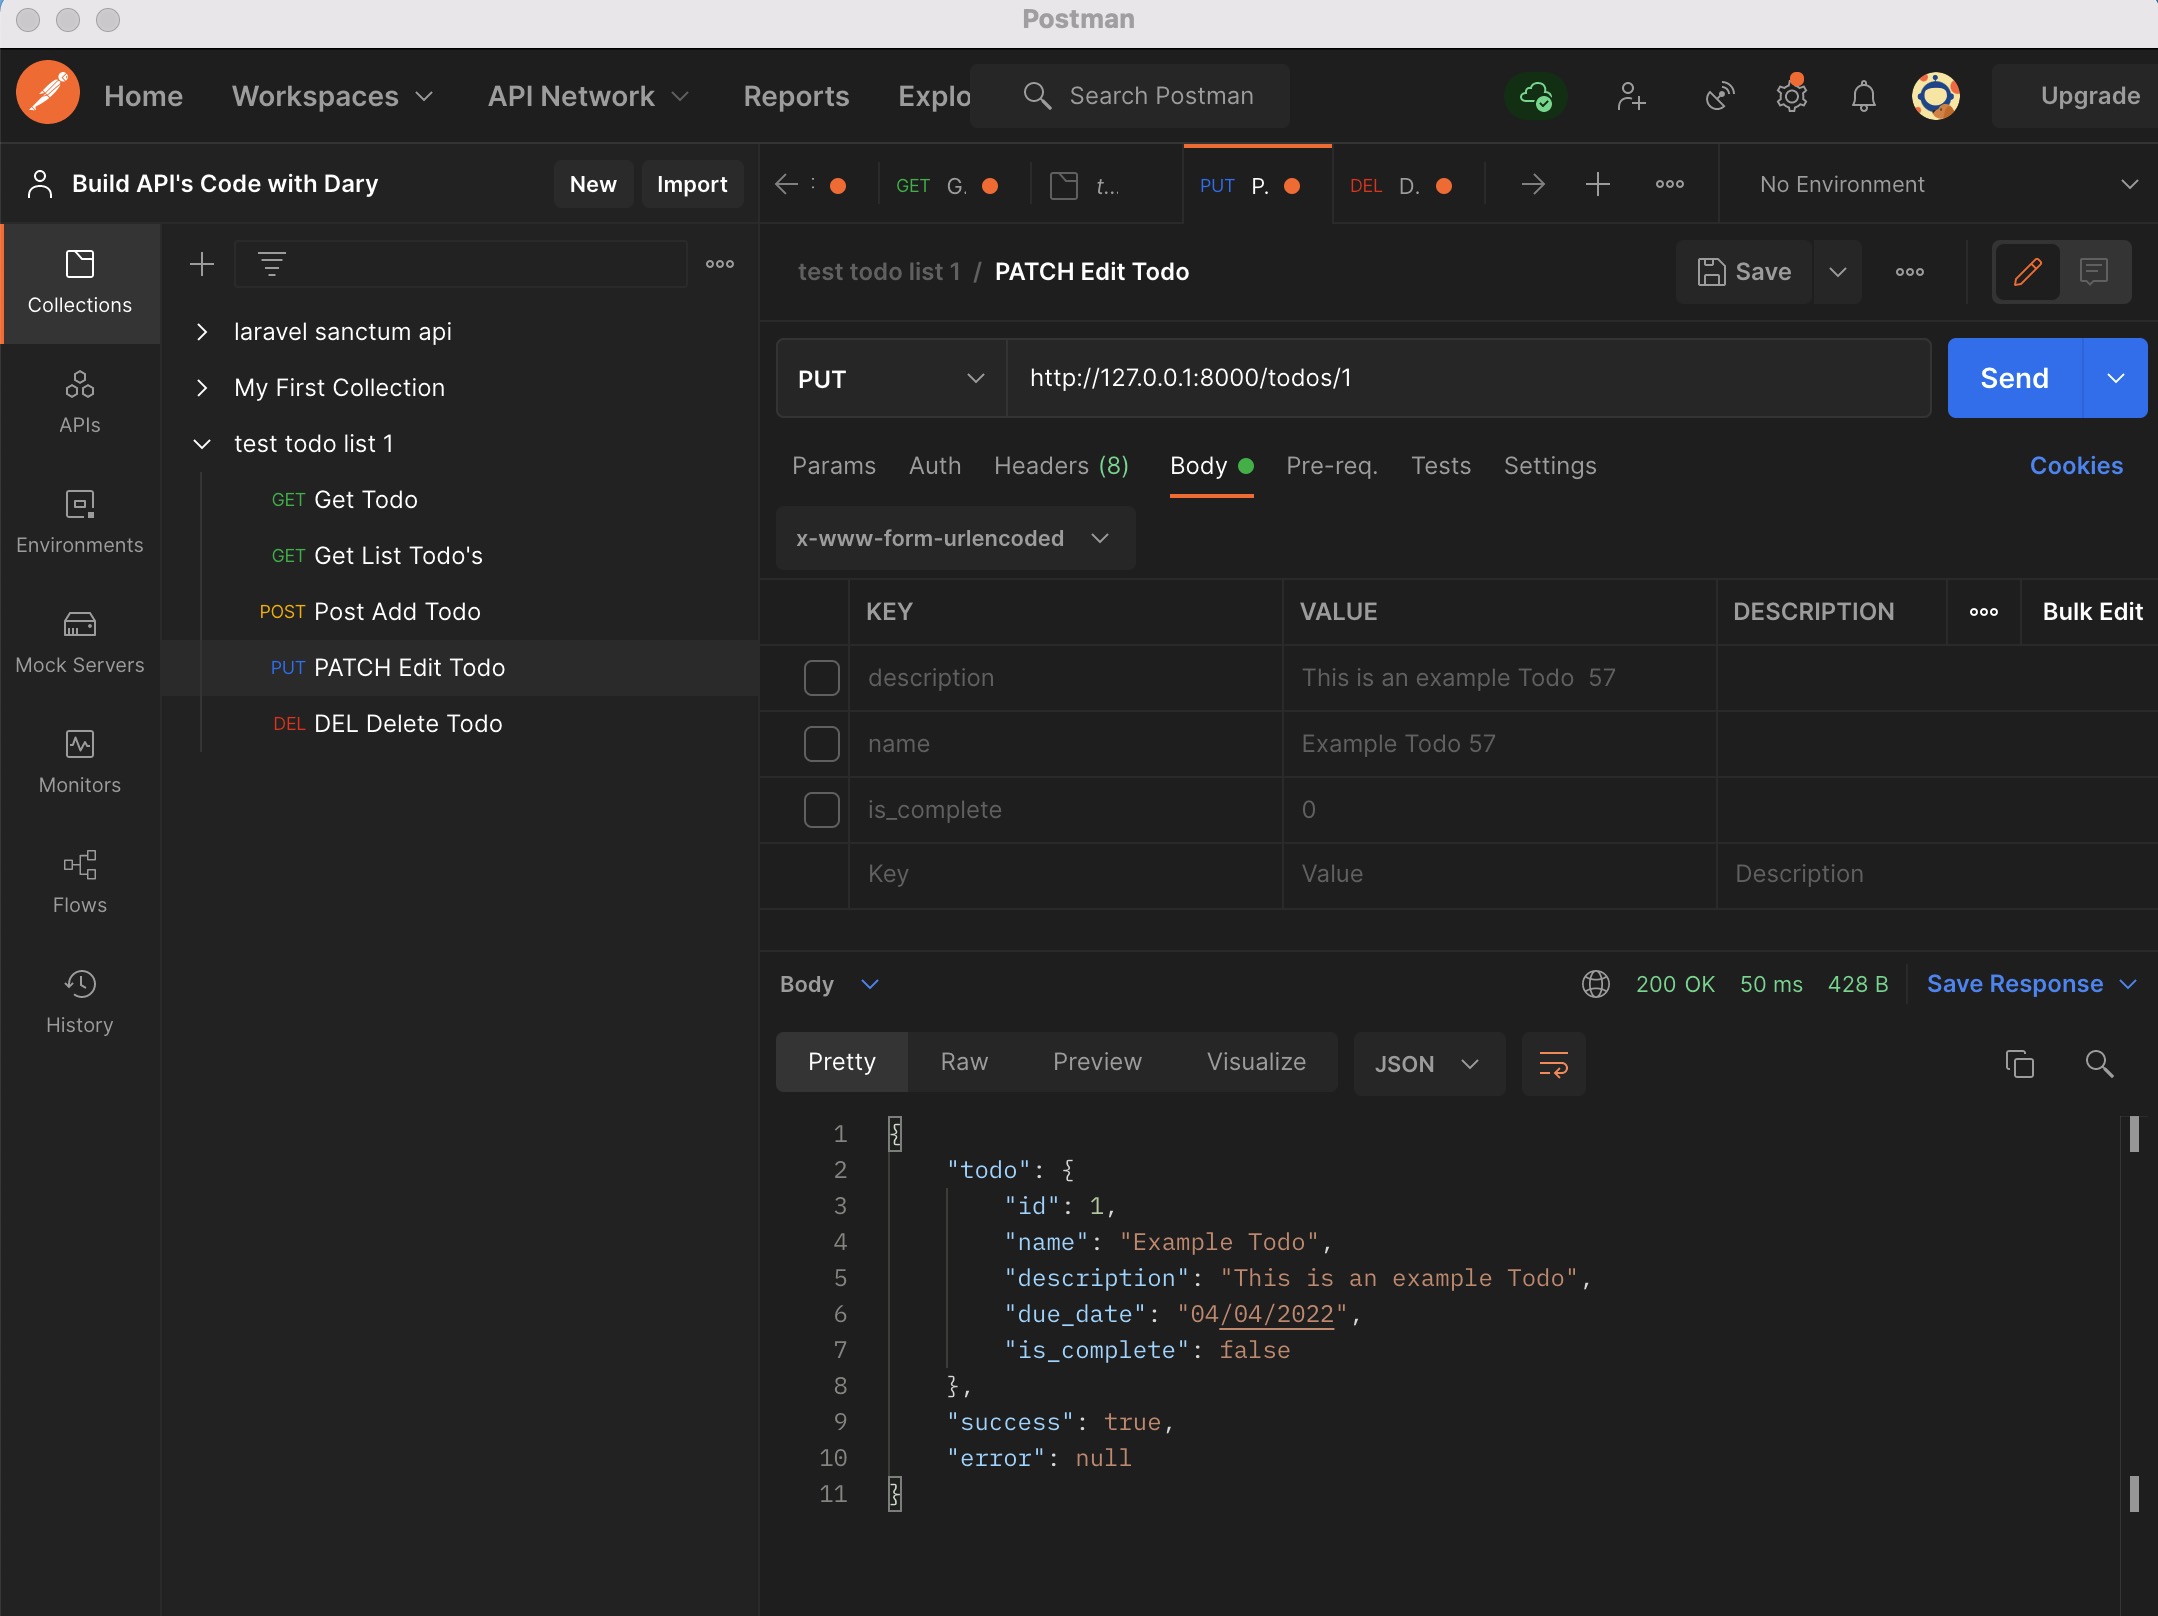 Postman
Home Workspaces API Network Reports Explo Search Postman Upgrade
Build API's Code with Dary New Import
: GET G. t... PUT P. DEL D. No Environment
Collections
APIs
Environments
Mock Servers
Monitors
Flows
History
laravel sanctum api
My First Collection
test todo list 1
GET Get Todo
GET Get List Todo's
POST Post Add Todo
PUT PATCH Edit Todo
DEL DEL Delete Todo
test todo list 1 / PATCH Edit Todo Save
PUT http://127.0.0.1:8000/todos/1 Send
Params Auth Headers (8) Body Pre-req. Tests Settings Cookies
x-www-form-urlencoded
KEY VALUE DESCRIPTION Bulk Edit
description This is an example Todo  57
name Example Todo 57
is_complete 0
Key Value Description
Body 200 OK 50 ms 428 B Save Response
Pretty Raw Preview Visualize JSON
1 {
2 "todo": {
3 "id": 1,
4 "name": "Example Todo",
5 "description": "This is an example Todo",
6 "due_date": "04/04/2022",
7 "is_complete": false
8 },
9 "success": true,
10 "error": null
11 }